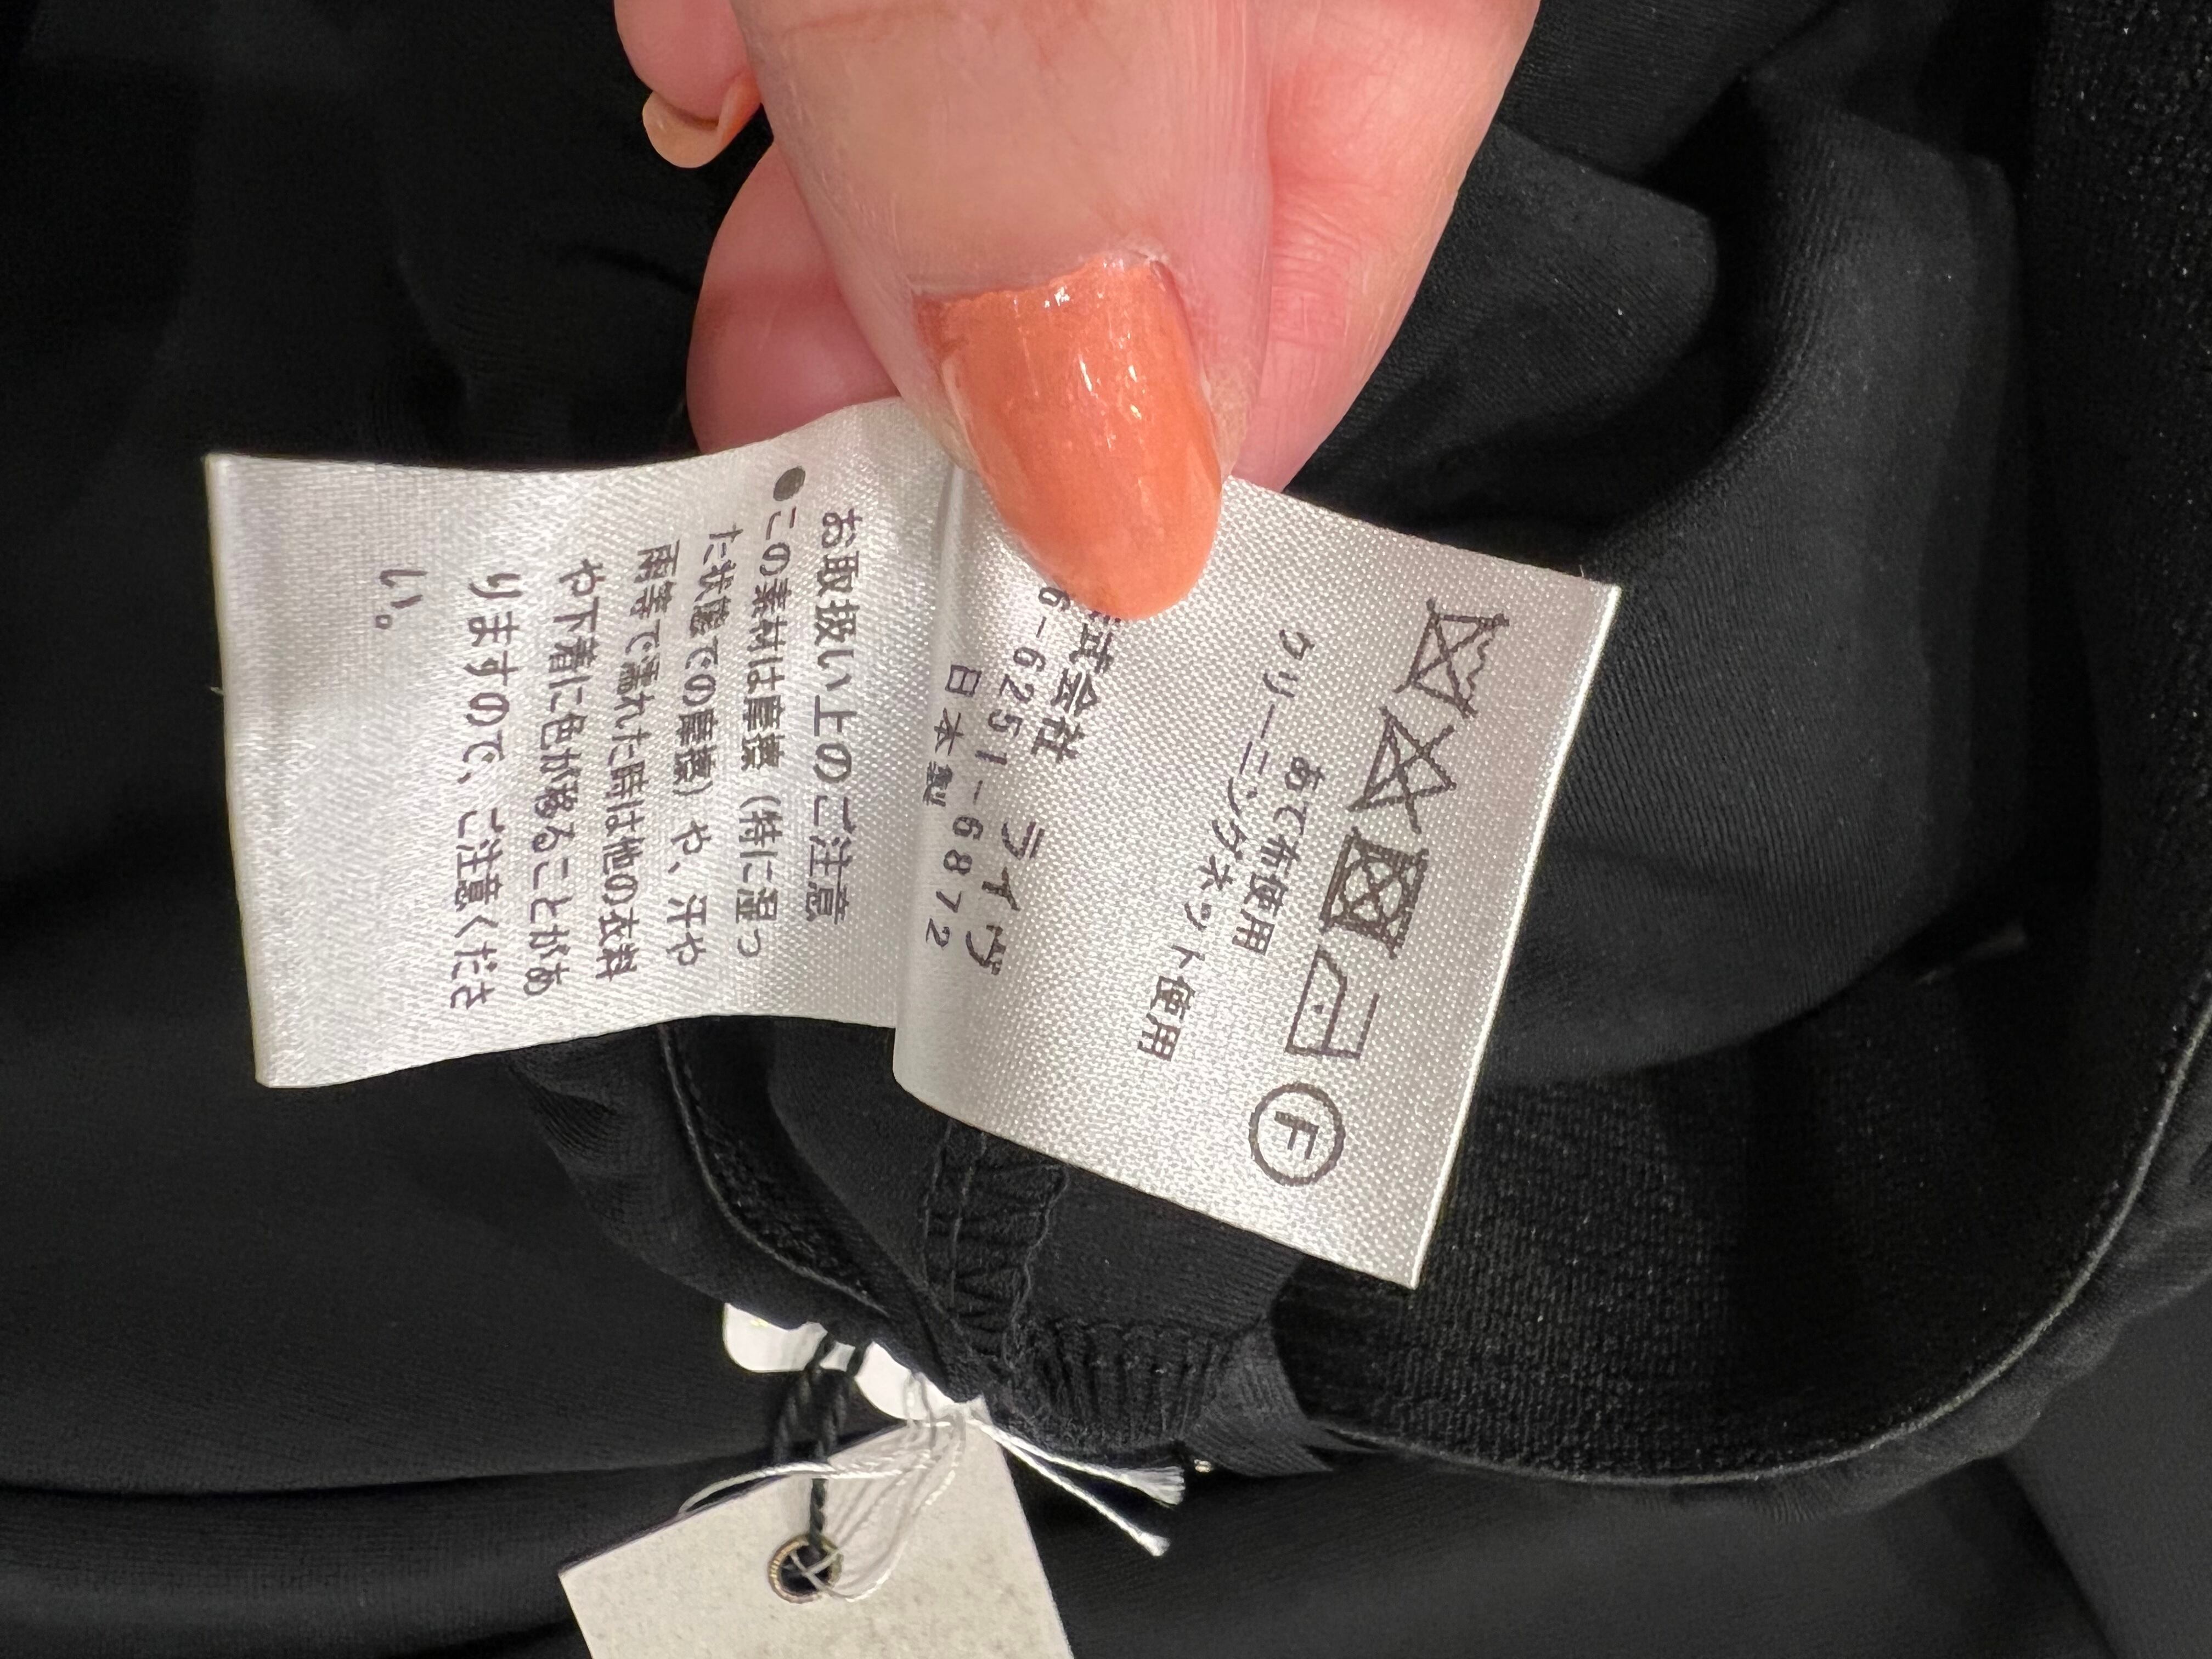 F
あて布使用
クリーニングネット使用
式会社 ライヴ
6-6251-6872
日本製
お取扱い上のご注意
●この素材は摩擦（特に湿っ
た状態での摩擦）や、汗や
雨等で濡れた時は他の衣料
や下着に色が移ることがあ
りますので、ご注意くださ
い。